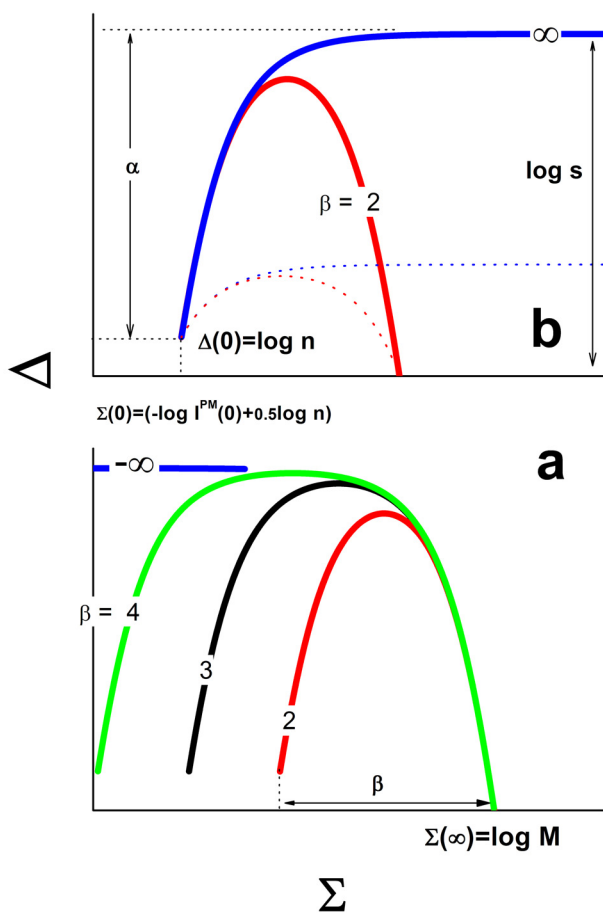 ∞
α
log s
β = 2
b
Δ(0)=log n
Δ
Σ(0)=(-log I^PM(0)+0.5log n)
a
-∞
β = 4
3
2
β
Σ(∞)=log M
Σ